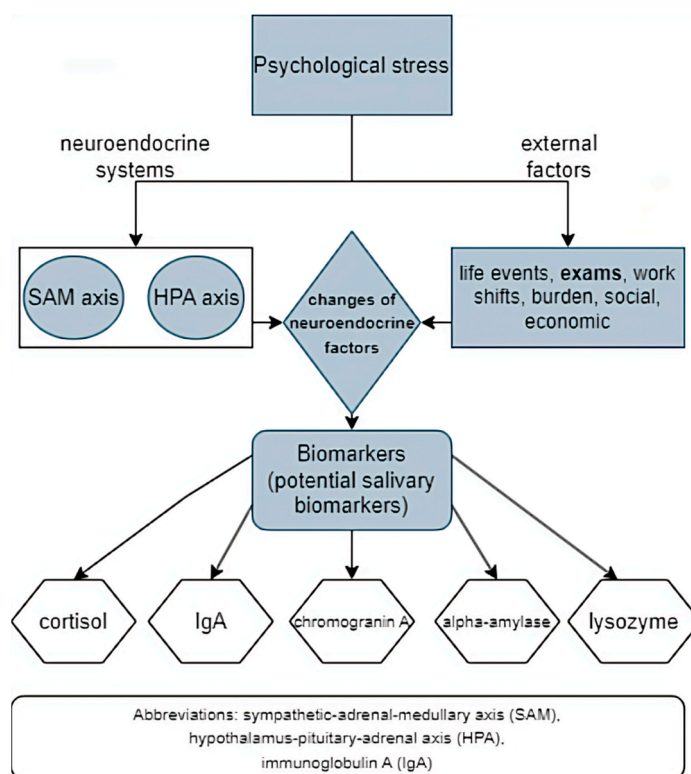 Psychological stress
neuroendocrine
systems
external
factors
SAM axis
HPA axis
changes of
neuroendocrine
factors
life events, exams, work
shifts, burden, social,
economic
Biomarkers
(potential salivary
biomarkers)
cortisol
IgA
chromogranin A
alpha-amylase
lysozyme
Abbreviations: sympathetic-adrenal-medullary axis (SAM),
hypothalamus-pituitary-adrenal axis (HPA),
immunoglobulin A (IgA)